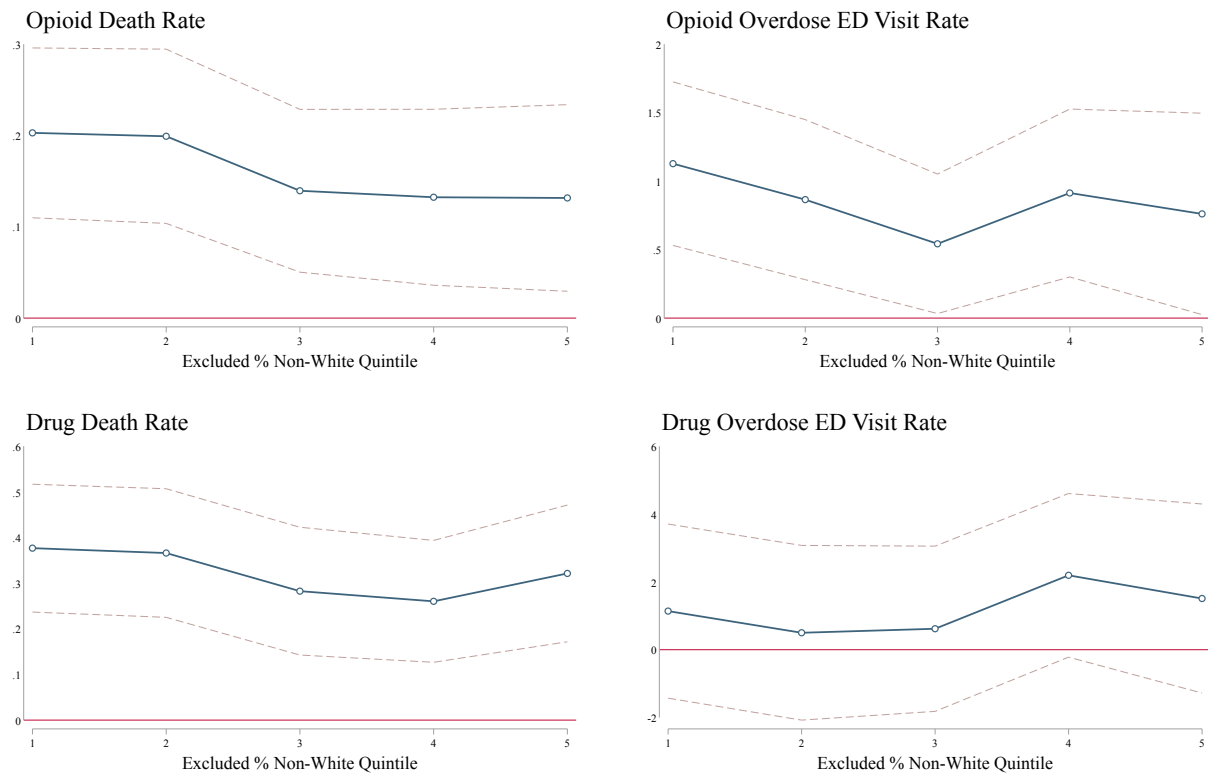 Opioid Death Rate
.3
.2
.1
0
1 2 3 4 5
Excluded % Non-White Quintile
Opioid Overdose ED Visit Rate
2
1.5
1
.5
0
1 2 3 4 5
Excluded % Non-White Quintile
Drug Death Rate
.6
.5
.4
.3
.2
.1
0
1 2 3 4 5
Excluded % Non-White Quintile
Drug Overdose ED Visit Rate
6
4
2
0
-2
1 2 3 4 5
Excluded % Non-White Quintile